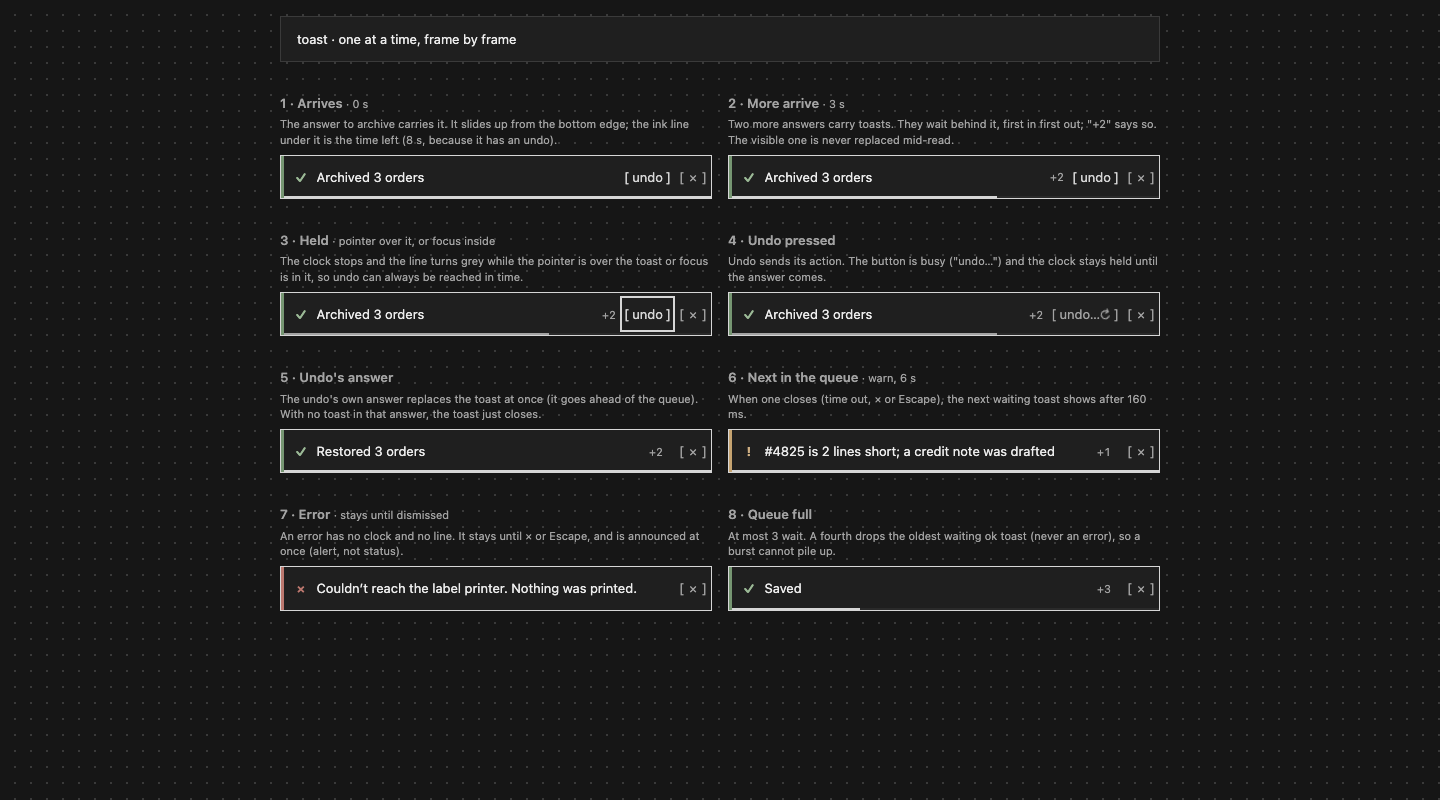 toast · one at a time, frame by frame
1 · Arrives · 0 s
The answer to archive carries it. It slides up from the bottom edge; the ink line
under it is the time left (8 s, because it has an undo).
✓ Archived 3 orders [ undo ] [ × ]
2 · More arrive · 3 s
Two more answers carry toasts. They wait behind it, first in first out; "+2" says so.
The visible one is never replaced mid-read.
✓ Archived 3 orders +2 [ undo ] [ × ]
3 · Held · pointer over it, or focus inside
The clock stops and the line turns grey while the pointer is over the toast or focus
is in it, so undo can always be reached in time.
✓ Archived 3 orders +2 [ undo ] [ × ]
4 · Undo pressed
Undo sends its action. The button is busy ("undo…") and the clock stays held until
the answer comes.
✓ Archived 3 orders +2 [ undo…⟳ ] [ × ]
5 · Undo's answer
The undo's own answer replaces the toast at once (it goes ahead of the queue).
With no toast in that answer, the toast just closes.
✓ Restored 3 orders +2 [ × ]
6 · Next in the queue · warn, 6 s
When one closes (time out, × or Escape), the next waiting toast shows after 160
ms.
! #4825 is 2 lines short; a credit note was drafted +1 [ × ]
7 · Error · stays until dismissed
An error has no clock and no line. It stays until × or Escape, and is announced at
once (alert, not status).
× Couldn’t reach the label printer. Nothing was printed. [ × ]
8 · Queue full
At most 3 wait. A fourth drops the oldest waiting ok toast (never an error), so a
burst cannot pile up.
✓ Saved +3 [ × ]